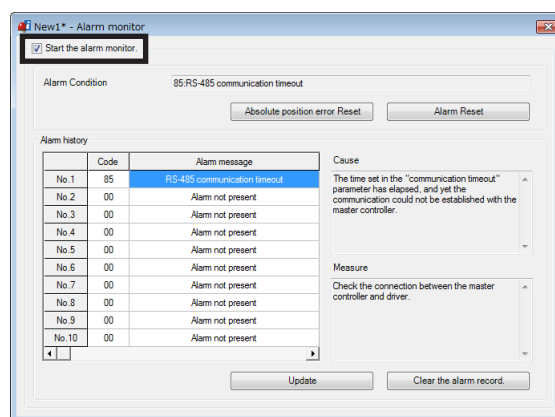 New1* - Alarm monitor
Start the alarm monitor.
Alarm Condition 85:RS-485 communication timeout
Absolute position error Reset Alarm Reset
Alarm history
Code Alarm message
No.1 85 RS-485 communication timeout
No.2 00 Alarm not present
No.3 00 Alarm not present
No.4 00 Alarm not present
No.5 00 Alarm not present
No.6 00 Alarm not present
No.7 00 Alarm not present
No.8 00 Alarm not present
No.9 00 Alarm not present
No.10 00 Alarm not present
Cause
The time set in the "communication timeout"
parameter has elapsed, and yet the
communication could not be established with the
master controller.
Measure
Check the connection between the master
controller and driver.
Update Clear the alarm record.